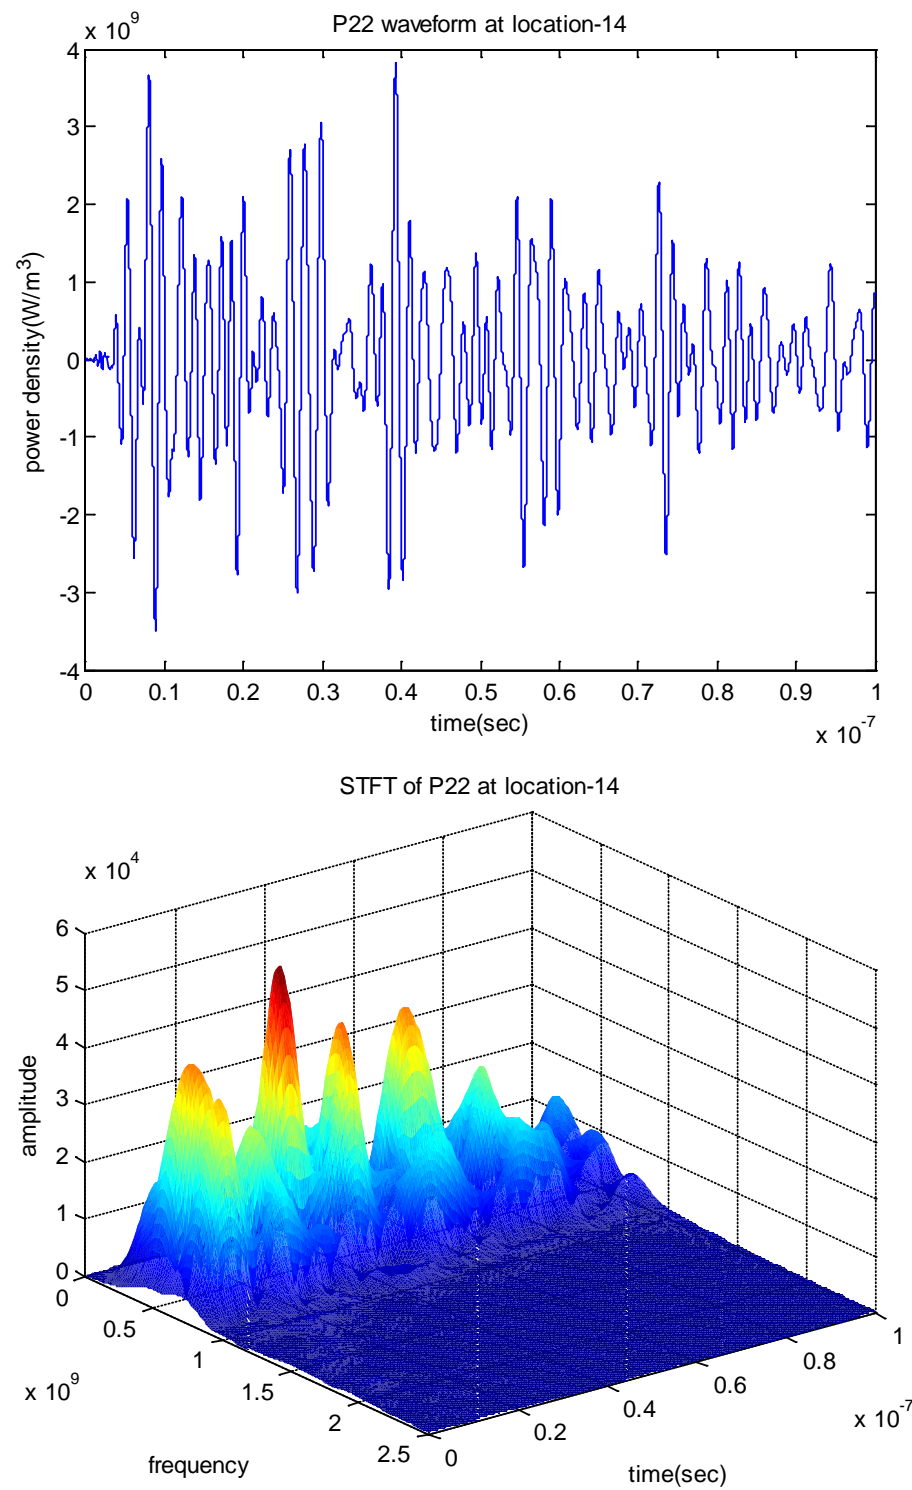 P22 waveform at location-14
x 10^9
4
3
2
1
0
-1
-2
-3
-4
power density(W/m^3)
0 0.1 0.2 0.3 0.4 0.5 0.6 0.7 0.8 0.9 1
time(sec)
x 10^-7
STFT of P22 at location-14
x 10^4
6
5
4
3
2
1
0
amplitude
0
0.5
1
1.5
2
2.5
x 10^9
frequency
0
0.2
0.4
0.6
0.8
1
x 10^-7
time(sec)